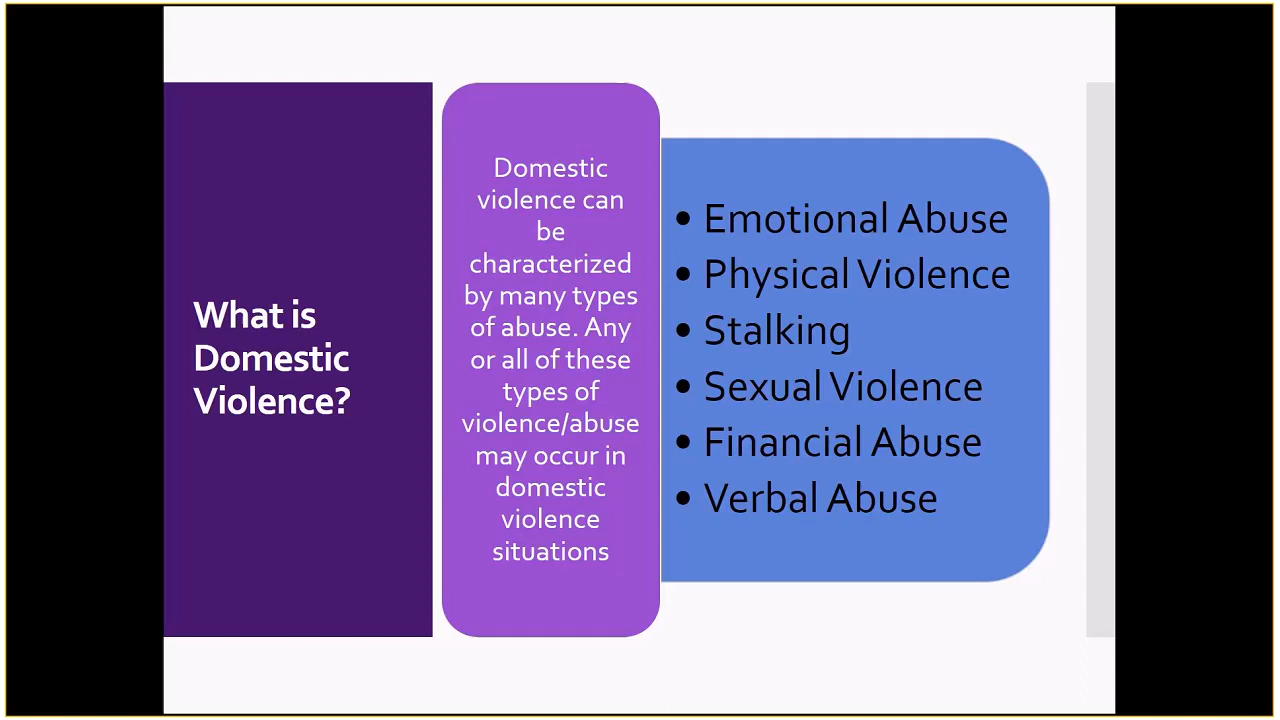 What is
Domestic
Violence?
Domestic
violence can
be
characterized
by many types
of abuse. Any
or all of these
types of
violence/abuse
may occur in
domestic
violence
situations
• Emotional Abuse
• Physical Violence
• Stalking
• Sexual Violence
• Financial Abuse
• Verbal Abuse